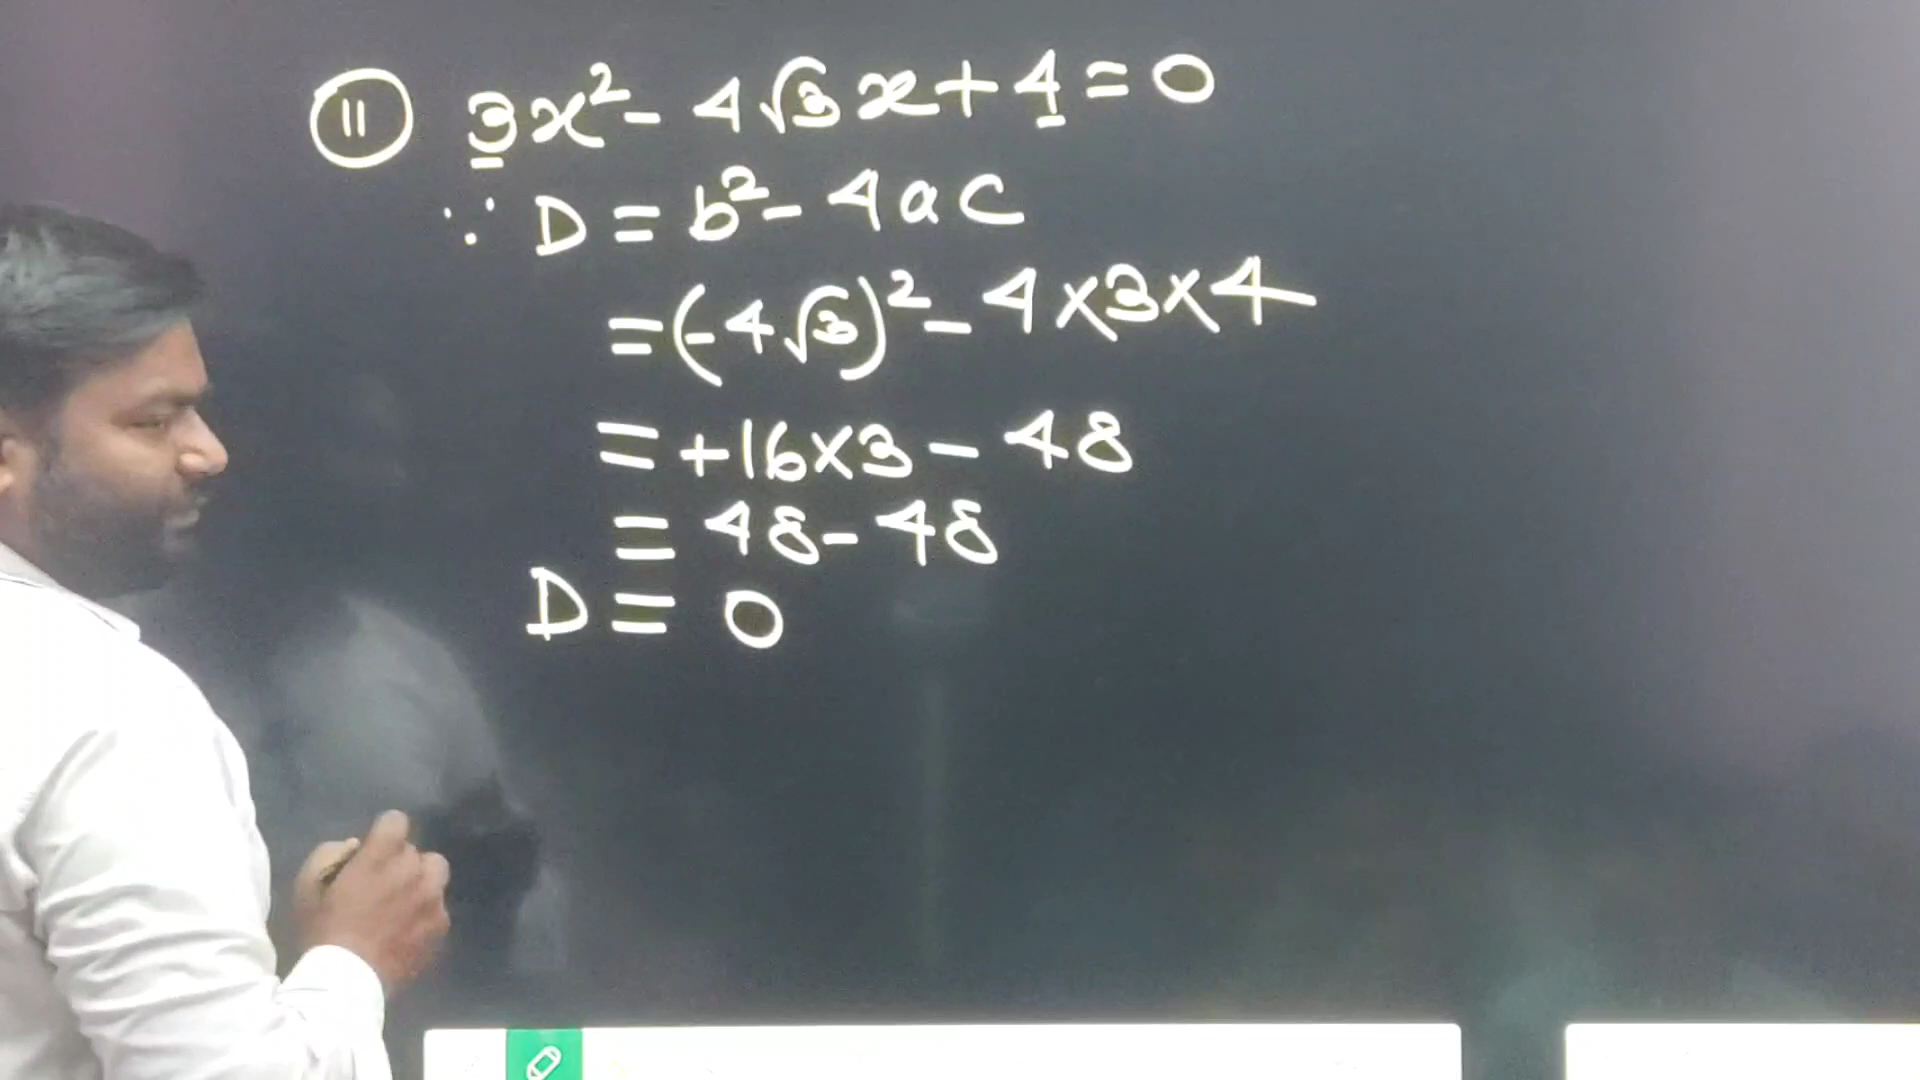 (ii) 3x² - 4√3x + 4 = 0
∵ D = b² - 4ac
= (-4√3)² - 4×3×4
= +16×3 - 48
= 48 - 48
D = 0